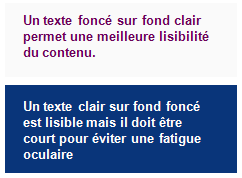 Un texte foncé sur fond clair
permet une meilleure lisibilité
du contenu.
Un texte clair sur fond foncé
est lisible mais il doit être
court pour éviter une fatigue
oculaire